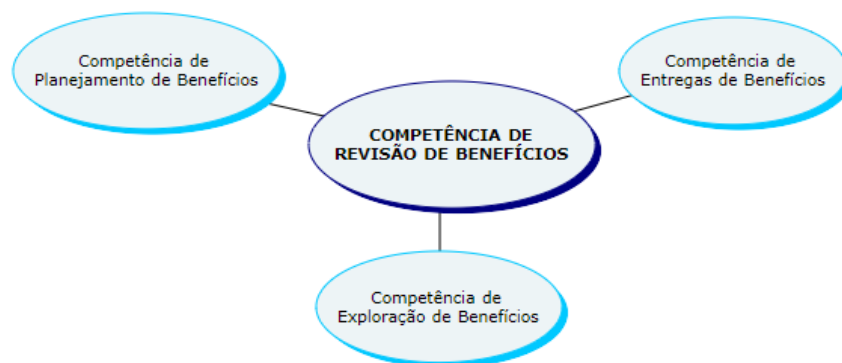 Competência de
Planejamento de Benefícios
Competência de
Entregas de Benefícios
COMPETÊNCIA DE
REVISÃO DE BENEFÍCIOS
Competência de
Exploração de Benefícios